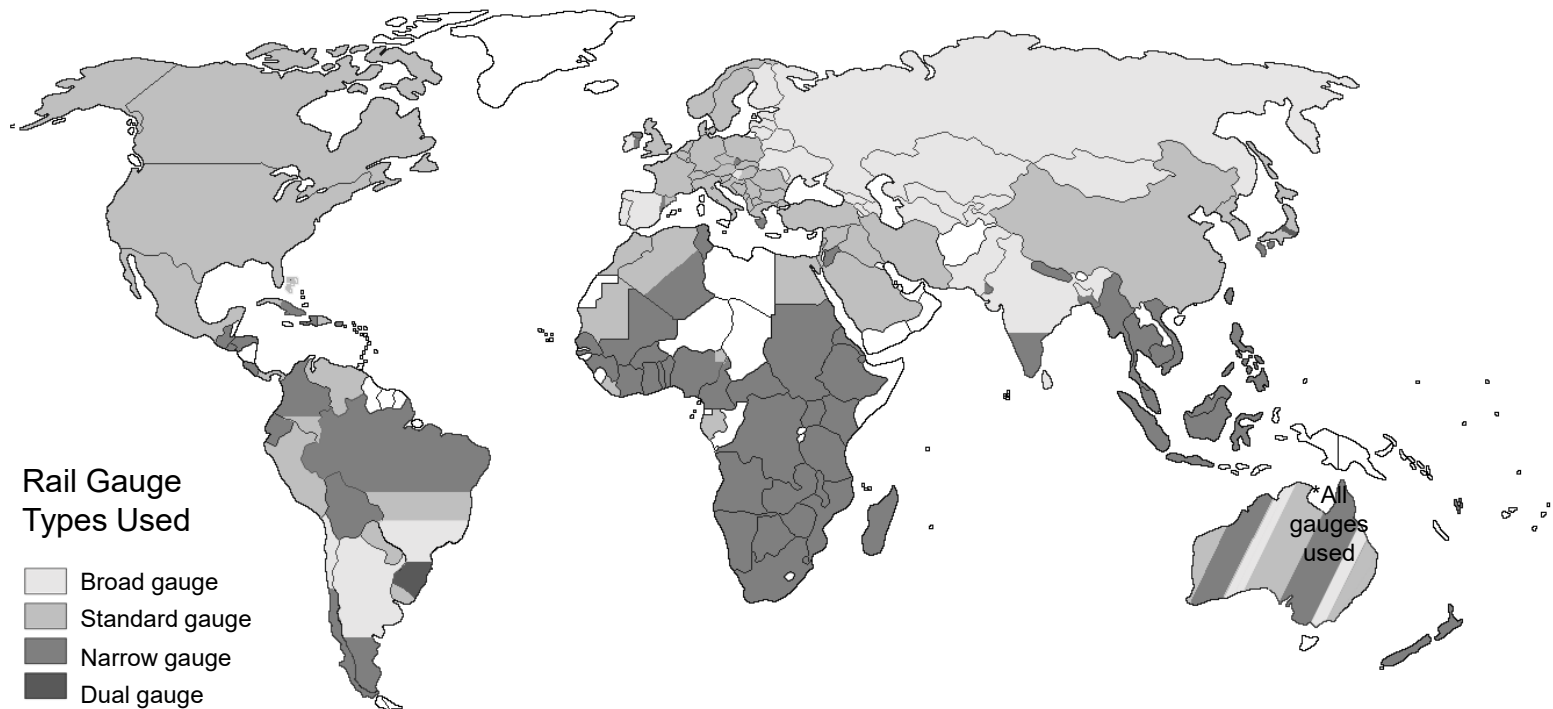 Rail Gauge
Types Used
Broad gauge
Standard gauge
Narrow gauge
Dual gauge
*All
gauges
used